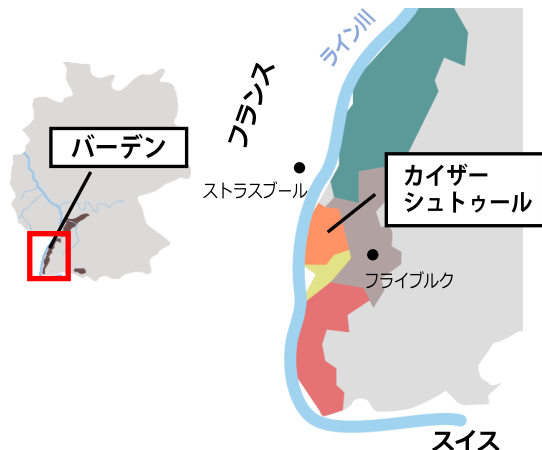 ライン川
フランス
バーデン
ストラスブール
カイザー
シュトゥール
フライブルク
スイス